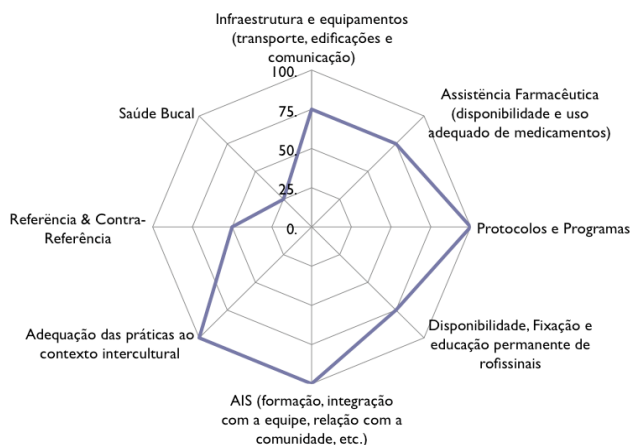 Infraestrutura e equipamentos
(transporte, edificações e
comunicação)
100.
75.
50.
25.
0.
Assistëncia Farmacêutica
(disponibilidade e uso
adequado de medicamentos)
Protocolos e Programas
Disponibilidade, Fixação e
educação permanente de
rofissinais
AIS (formação, integração
com a equipe, relação com a
comunidade, etc.)
Adequação das práticas ao
contexto intercultural
Referëncia & Contra-
Referência
Saúde Bucal